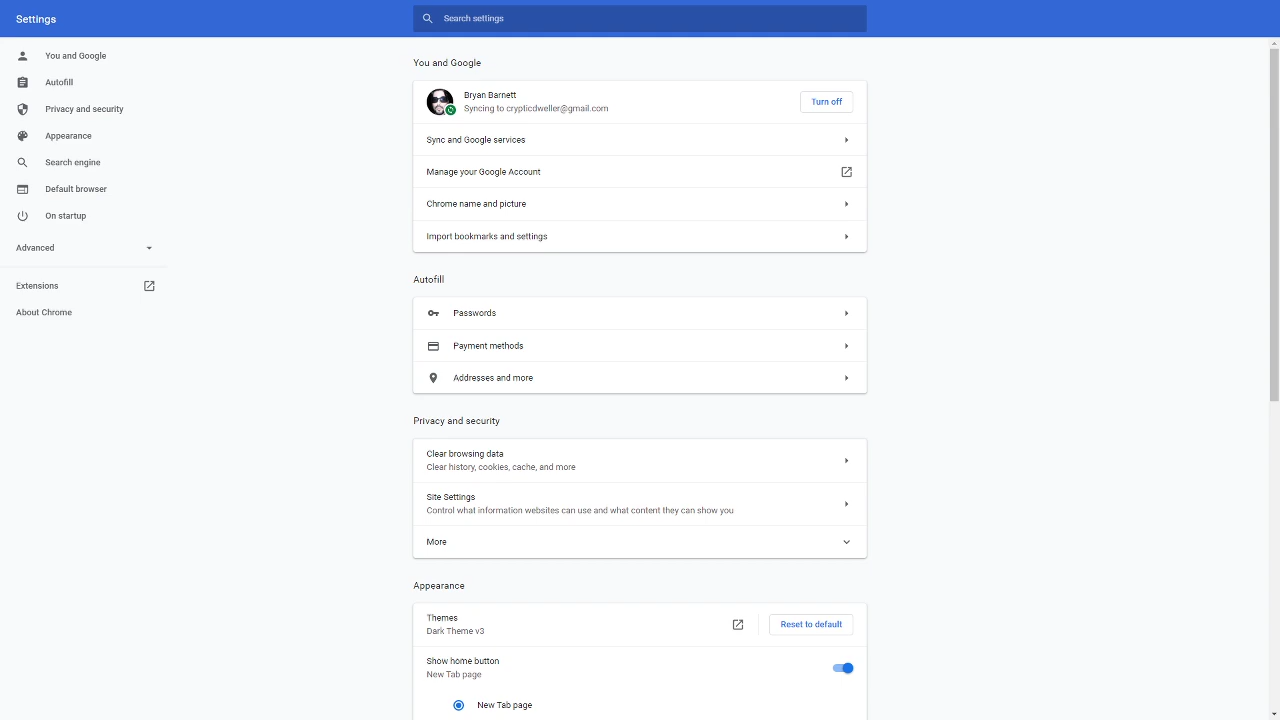 Settings
Search settings
You and Google
Autofill
Privacy and security
Appearance
Search engine
Default browser
On startup
Advanced
Extensions
About Chrome
You and Google
Bryan Barnett
Syncing to crypticdweller@gmail.com
Turn off
Sync and Google services
Manage your Google Account
Chrome name and picture
Import bookmarks and settings
Autofill
Passwords
Payment methods
Addresses and more
Privacy and security
Clear browsing data
Clear history, cookies, cache, and more
Site Settings
Control what information websites can use and what content they can show you
More
Appearance
Themes
Dark Theme v3
Reset to default
Show home button
New Tab page
New Tab page